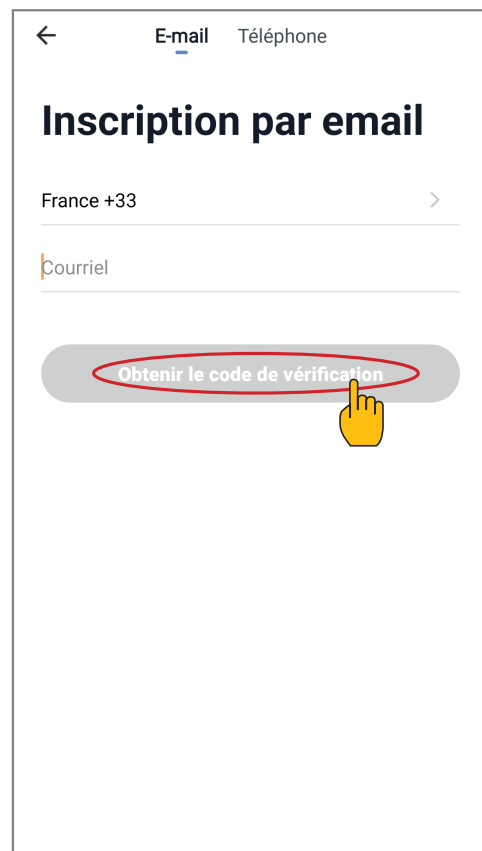 E-mail Téléphone
Inscription par email
France +33
Courriel
Obtenir le code de vérification